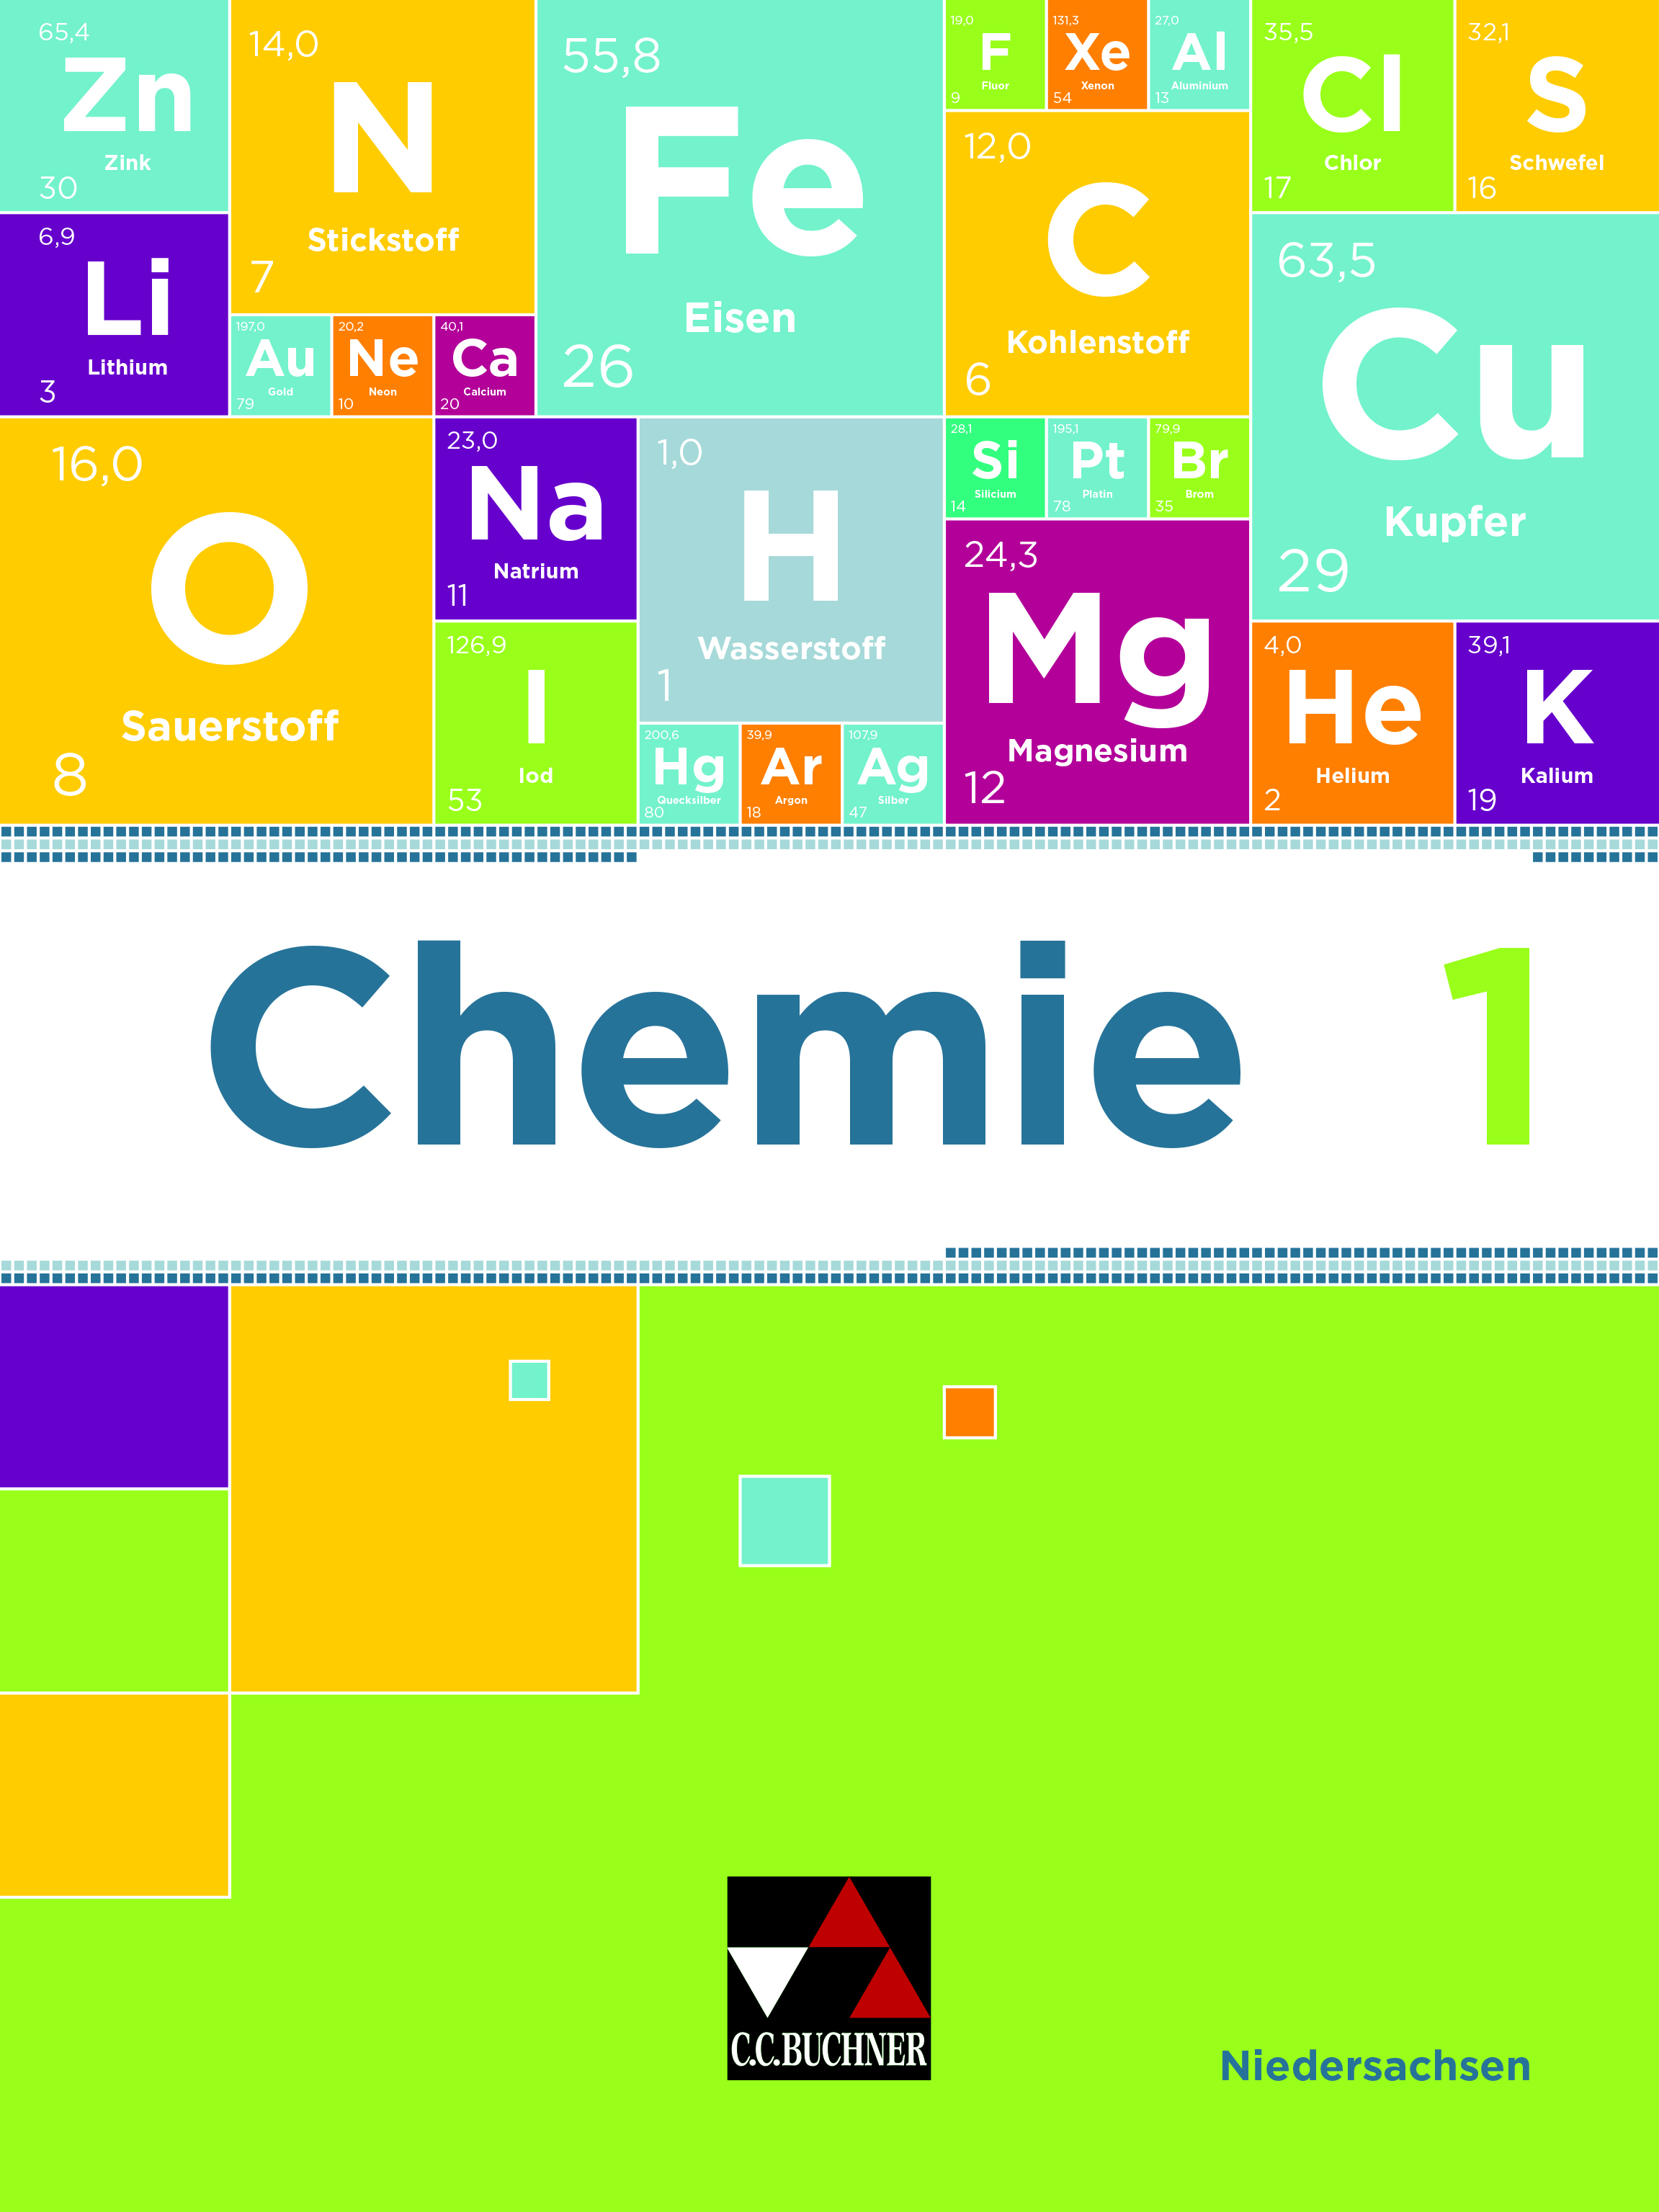 65,4
Zn
Zink
30
14,0
N
Stickstoff
7
55,8
Fe
Eisen
26
19,0
F
Fluor
9
131,3
Xe
Xenon
54
27,0
Al
Aluminium
13
35,5
Cl
Chlor
17
32,1
S
Schwefel
16
6,9
Li
Lithium
3
197,0
Au
Gold
79
20,2
Ne
Neon
10
40,1
Ca
Calcium
20
12,0
C
Kohlenstoff
6
63,5
Cu
Kupfer
29
16,0
O
Sauerstoff
8
23,0
Na
Natrium
11
1,0
H
Wasserstoff
1
28,1
Si
Silicium
14
195,1
Pt
Platin
78
79,9
Br
Brom
35
126,9
I
Iod
53
24,3
Mg
Magnesium
12
4,0
He
Helium
2
39,1
K
Kalium
19
200,6
Hg
Quecksilber
80
39,9
Ar
Argon
18
107,9
Ag
Silber
47
Chemie 1
C.C.BUCHNER
Niedersachsen